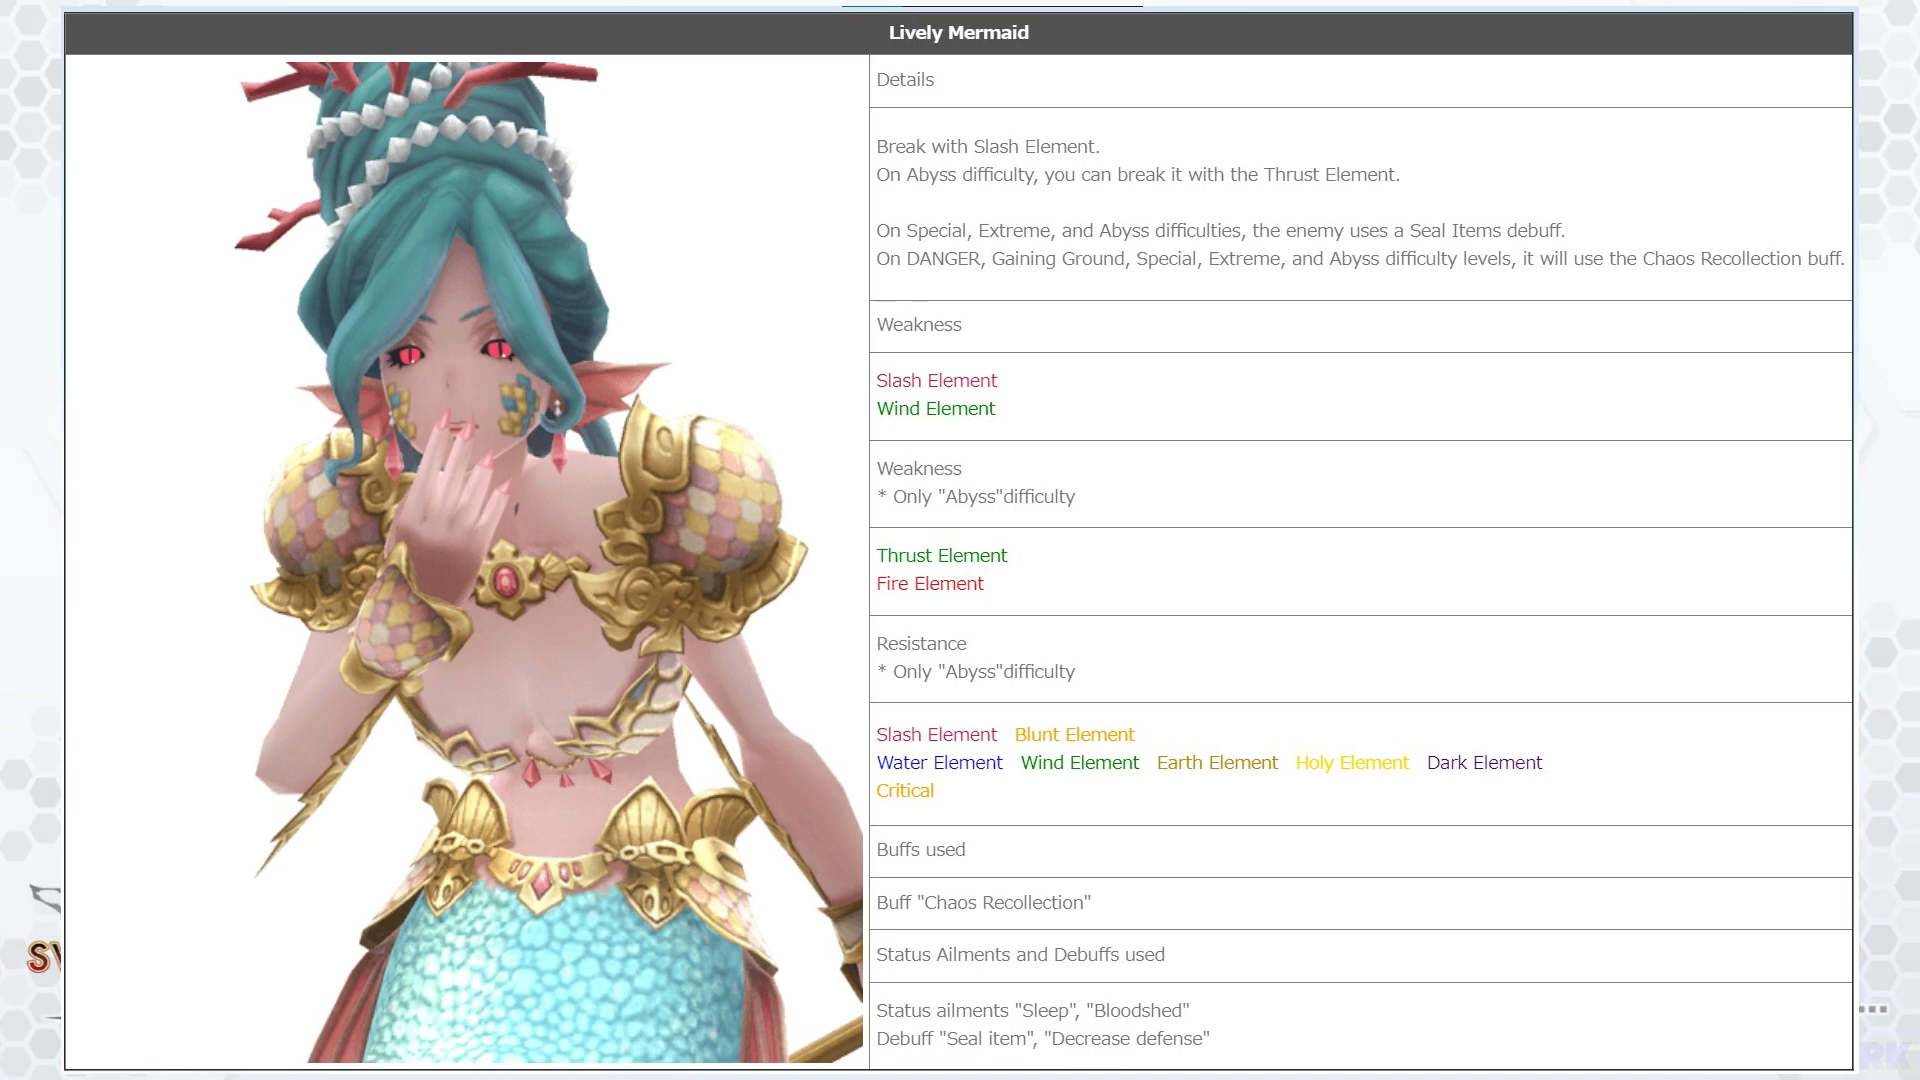 Lively Mermaid
Details
Break with Slash Element.
On Abyss difficulty, you can break it with the Thrust Element.
On Special, Extreme, and Abyss difficulties, the enemy uses a Seal Items debuff.
On DANGER, Gaining Ground, Special, Extreme, and Abyss difficulty levels, it will use the Chaos Recollection buff.
Weakness
Slash Element
Wind Element
Weakness
* Only "Abyss"difficulty
Thrust Element
Fire Element
Resistance
* Only "Abyss"difficulty
Slash Element Blunt Element
Water Element Wind Element Earth Element Holy Element Dark Element
Critical
Buffs used
Buff "Chaos Recollection"
Status Ailments and Debuffs used
Status ailments "Sleep", "Bloodshed"
Debuff "Seal item", "Decrease defense"